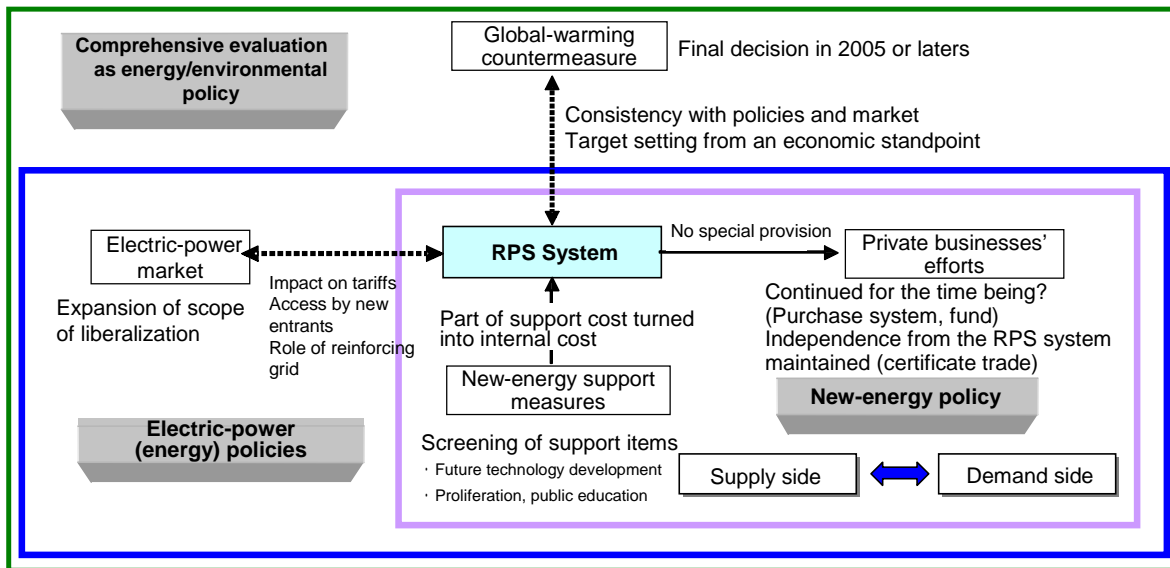 Comprehensive evaluation
as energy/environmental
policy
Global-warming
countermeasure
Final decision in 2005 or laters
Consistency with policies and market
Target setting from an economic standpoint
Electric-power
market
Expansion of scope
of liberalization
Impact on tariffs
Access by new
entrants
Role of reinforcing
grid
RPS System
No special provision
Private businesses’
efforts
Continued for the time being?
(Purchase system, fund)
Independence from the RPS system
maintained (certificate trade)
Part of support cost turned
into internal cost
New-energy support
measures
New-energy policy
Electric-power
(energy) policies
Screening of support items
· Future technology development
· Proliferation, public education
Supply side
Demand side